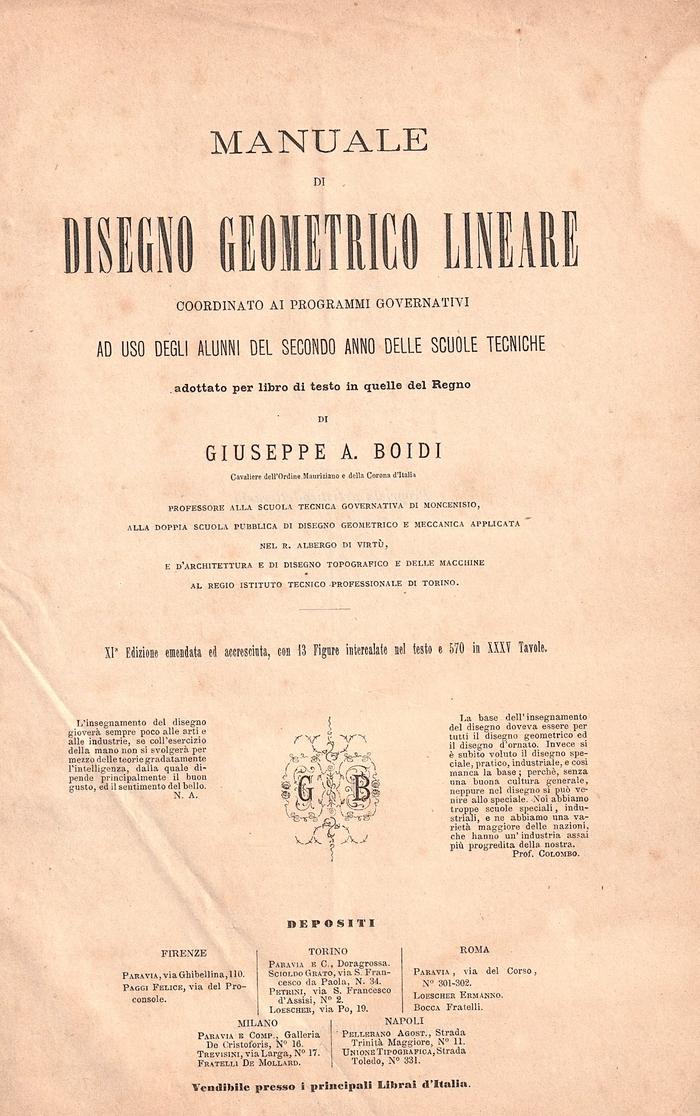 MANUALE
DI
DISEGNO GEOMETRICO LINEARE
COORDINATO AI PROGRAMMI GOVERNATIVI
AD USO DEGLI ALUNNI DEL SECONDO ANNO DELLE SCUOLE TECNICHE
adottato per libro di testo in quelle del Regno
DI
GIUSEPPE A. BOIDI
Cavaliere dell'Ordine Mauriziano e della Corona d'Italia
PROFESSORE ALLA SCUOLA TECNICA GOVERNATIVA DI MONCENISIO,
ALLA DOPPIA SCUOLA PUBBLICA DI DISEGNO GEOMETRICO E MECCANICA APPLICATA
NEL R. ALBERGO DI VIRTÙ,
E D'ARCHITETTURA E DI DISEGNO TOPOGRAFICO E DELLE MACCHINE
AL REGIO ISTITUTO TECNICO PROFESSIONALE DI TORINO.
XIª Edizione emendata ed accresciuta, con 13 Figure intercalate nel testo e 570 in XXXV Tavole.
L'insegnamento del disegno
gioverà sempre poco alle arti e
alle industrie, se coll'esercizio
della mano non si svolgerà per
mezzo delle teorie gradatamente
l'intelligenza, dalla quale di-
pende principalmente il buon
gusto, ed il sentimento del bello.
N. A.
G B
La base dell'insegnamento
del disegno doveva essere per
tutti il disegno geometrico ed
il disegno d'ornato. Invece si
è subito voluto il disegno spe-
ciale, pratico, industriale, e così
manca la base; perchè, senza
una buona cultura generale,
neppure nel disegno si può ve-
nire allo speciale. Noi abbiamo
troppe scuole speciali, indu-
striali, e ne abbiamo una va-
rietà maggiore delle nazioni,
che hanno un'industria assai
più progredita della nostra.
Prof. COLOMBO.
DEPOSITI
FIRENZE
PARAVIA, via Ghibellina, 110.
PAGGI FELICE, via del Pro-
console.
TORINO
PARAVIA E C., Doragrossa.
SCIOLDO GRATO, via S. Fran-
cesco da Paola, N. 34.
PETRINI, via S. Francesco
d'Assisi, Nº 2.
LOESCHER, via Po, 19.
ROMA
PARAVIA, via del Corso,
Nº 301-302.
LOESCHER ERMANNO.
BOCCA Fratelli.
MILANO
PARAVIA E COMP., Galleria
De Cristoforis, Nº 16.
TREVISINI, via Larga, Nº 17.
FRATELLI DE MOLLARD.
NAPOLI
PELLERANO AGOST., Strada
Trinità Maggiore, Nº 11.
UNIONE TIPOGRAFICA, Strada
Toledo, Nº 331.
Vendibile presso i principali Librai d'Italia.